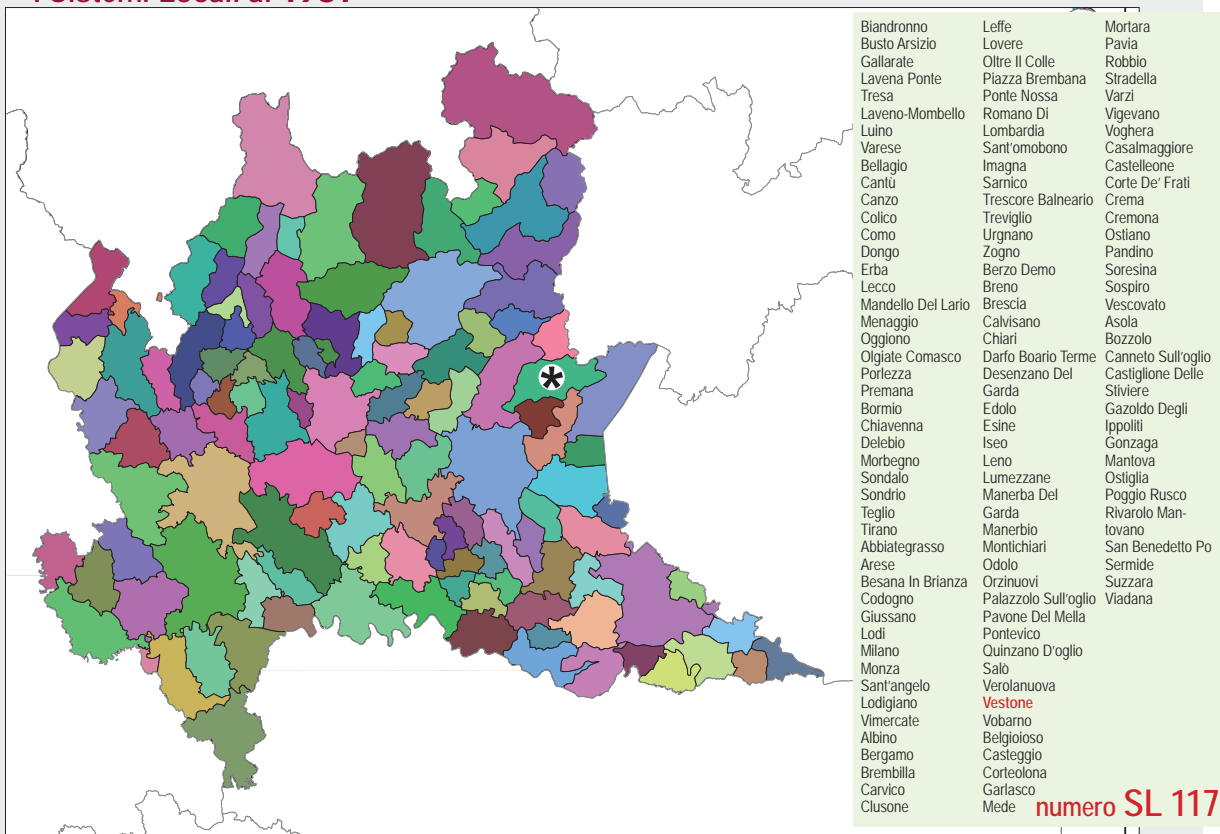 i Sistemi Locali
Biandronno
Busto Arsizio
Gallarate
Lavena Ponte
Tresa
Laveno-Mombello
Luino
Varese
Bellagio
Cantù
Canzo
Colico
Como
Dongo
Erba
Lecco
Mandello Del Lario
Menaggio
Oggiono
Olgiate Comasco
Porlezza
Premana
Bormio
Chiavenna
Delebio
Morbegno
Sondalo
Sondrio
Teglio
Tirano
Abbiategrasso
Arese
Besana In Brianza
Codogno
Giussano
Lodi
Milano
Monza
Sant'angelo
Lodigiano
Vimercate
Albino
Bergamo
Brembilla
Carvico
Clusone
Leffe
Lovere
Oltre Il Colle
Piazza Brembana
Ponte Nossa
Romano Di
Lombardia
Sant'omobono
Imagna
Sarnico
Trescore Balneario
Treviglio
Urgnano
Zogno
Berzo Demo
Breno
Brescia
Calvisano
Chiari
Darfo Boario Terme
Desenzano Del
Garda
Edolo
Esine
Iseo
Leno
Lumezzane
Manerba Del
Garda
Manerbio
Montichiari
Odolo
Orzinuovi
Palazzolo Sull'oglio
Pavone Del Mella
Pontevico
Quinzano D'oglio
Salò
Verolanuova
Vestone
Vobarno
Belgioioso
Casteggio
Corteolona
Garlasco
Mede
Mortara
Pavia
Robbio
Stradella
Varzi
Vigevano
Voghera
Casalmaggiore
Castelleone
Corte De' Frati
Crema
Cremona
Ostiano
Pandino
Soresina
Sospiro
Vescovato
Asola
Bozzolo
Canneto Sull'oglio
Castiglione Delle
Stiviere
Gazoldo Degli
Ippoliti
Gonzaga
Mantova
Ostiglia
Poggio Rusco
Rivarolo Man-
tovano
San Benedetto Po
Sermide
Suzzara
Viadana
numero SL 117